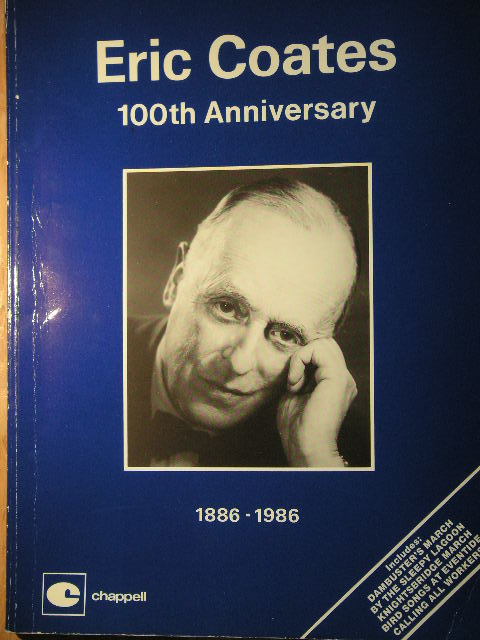 Eric Coates
100th Anniversary
1886 - 1986
Includes:
DAMBUSTER'S MARCH
BY THE SLEEPY LAGOON
KNIGHTSBRIDGE MARCH
BIRD SONGS AT EVENTIDE
CALLING ALL WORKERS
chappell